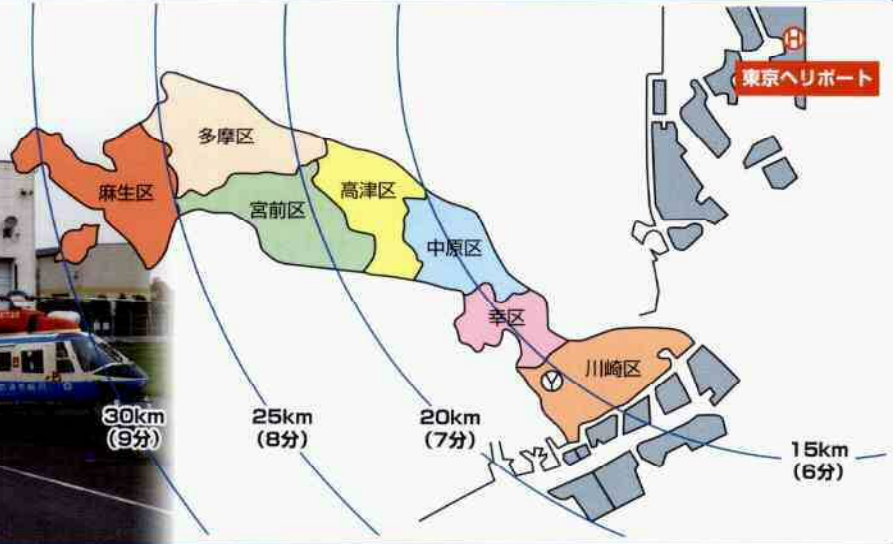 H
東京ヘリポート
多摩区
麻生区
高津区
宮前区
中原区
幸区
川崎区
Y
30km
(9分)
25km
(8分)
20km
(7分)
15km
(6分)